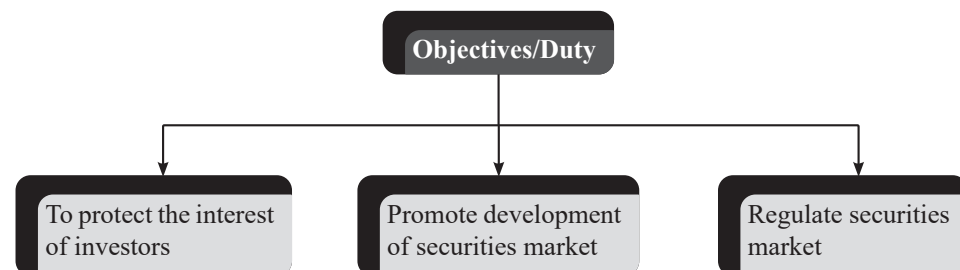 Objectives/Duty
To protect the interest
of investors
Promote development
of securities market
Regulate securities
market